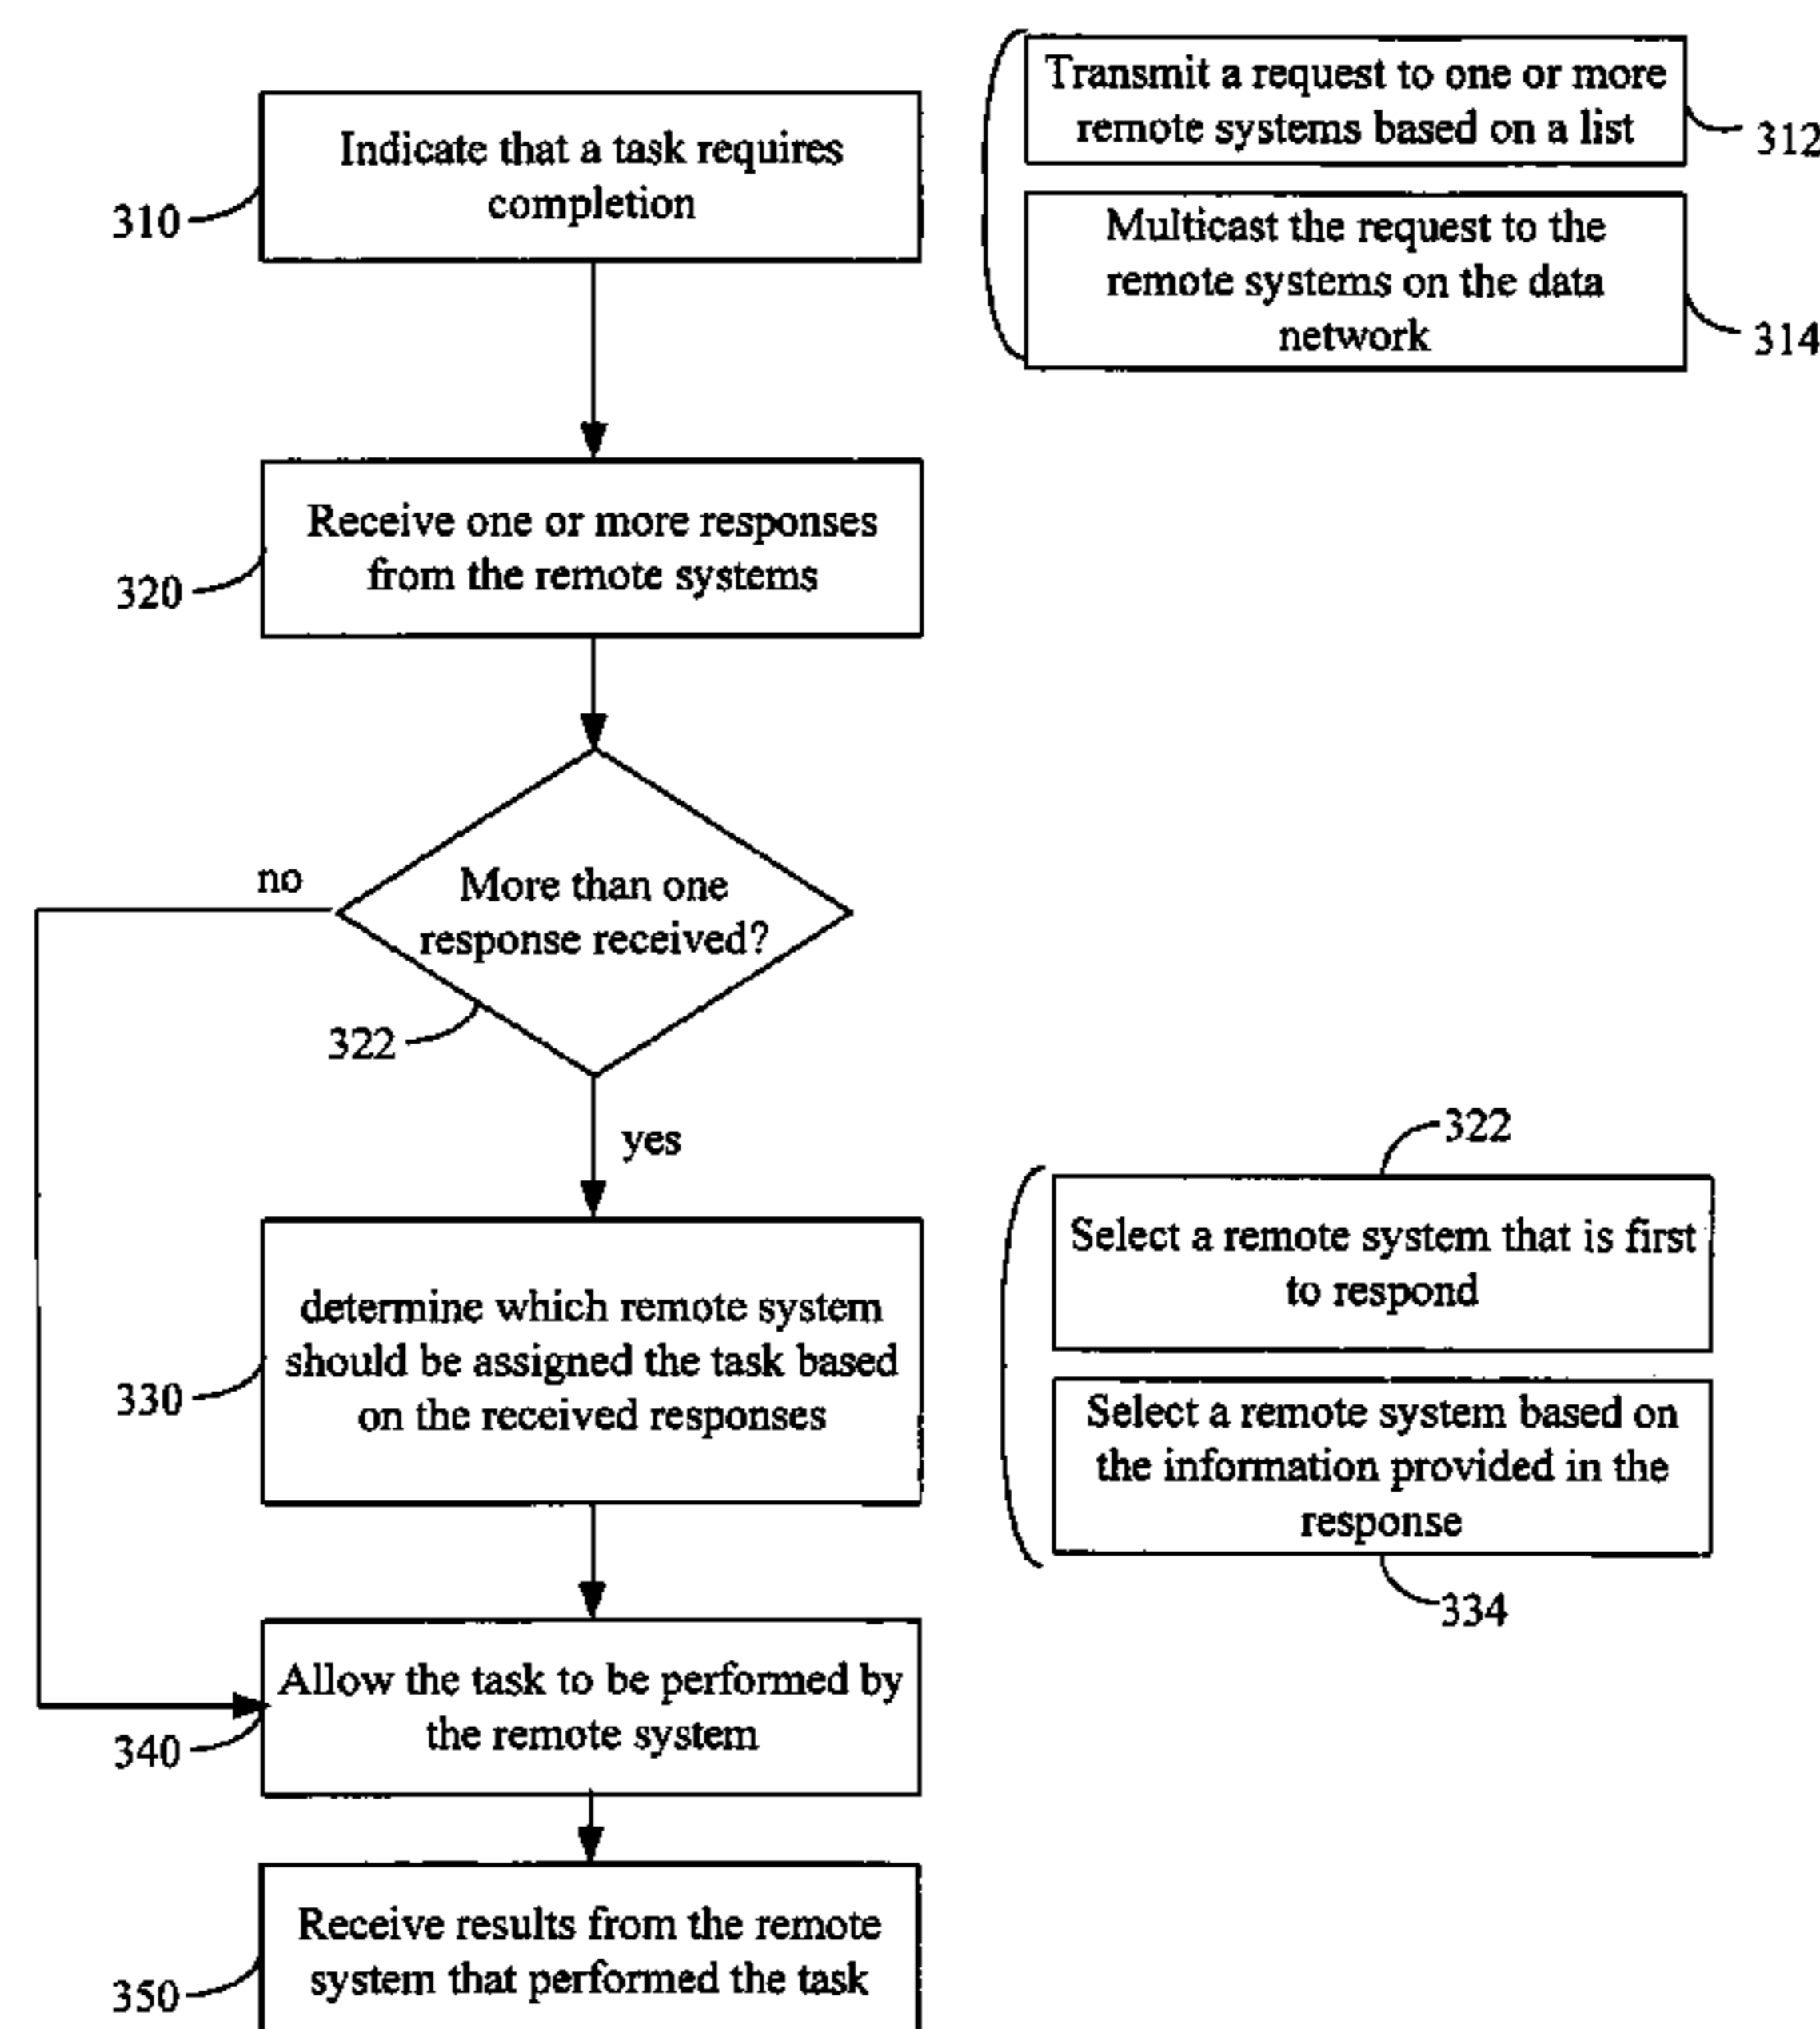 Indicate that a task requires
completion
310
Transmit a request to one or more
remote systems based on a list
312
Multicast the request to the
remote systems on the data
network
314
Receive one or more responses
from the remote systems
320
More than one
response received?
no
322
yes
determine which remote system
should be assigned the task based
on the received responses
330
322
Select a remote system that is first
to respond
Select a remote system based on
the information provided in the
response
334
Allow the task to be performed by
the remote system
340
Receive results from the remote
system that performed the task
350